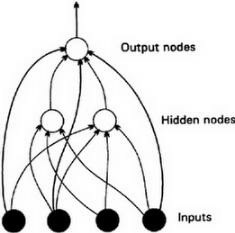 Output nodes
Hidden nodes
Inputs